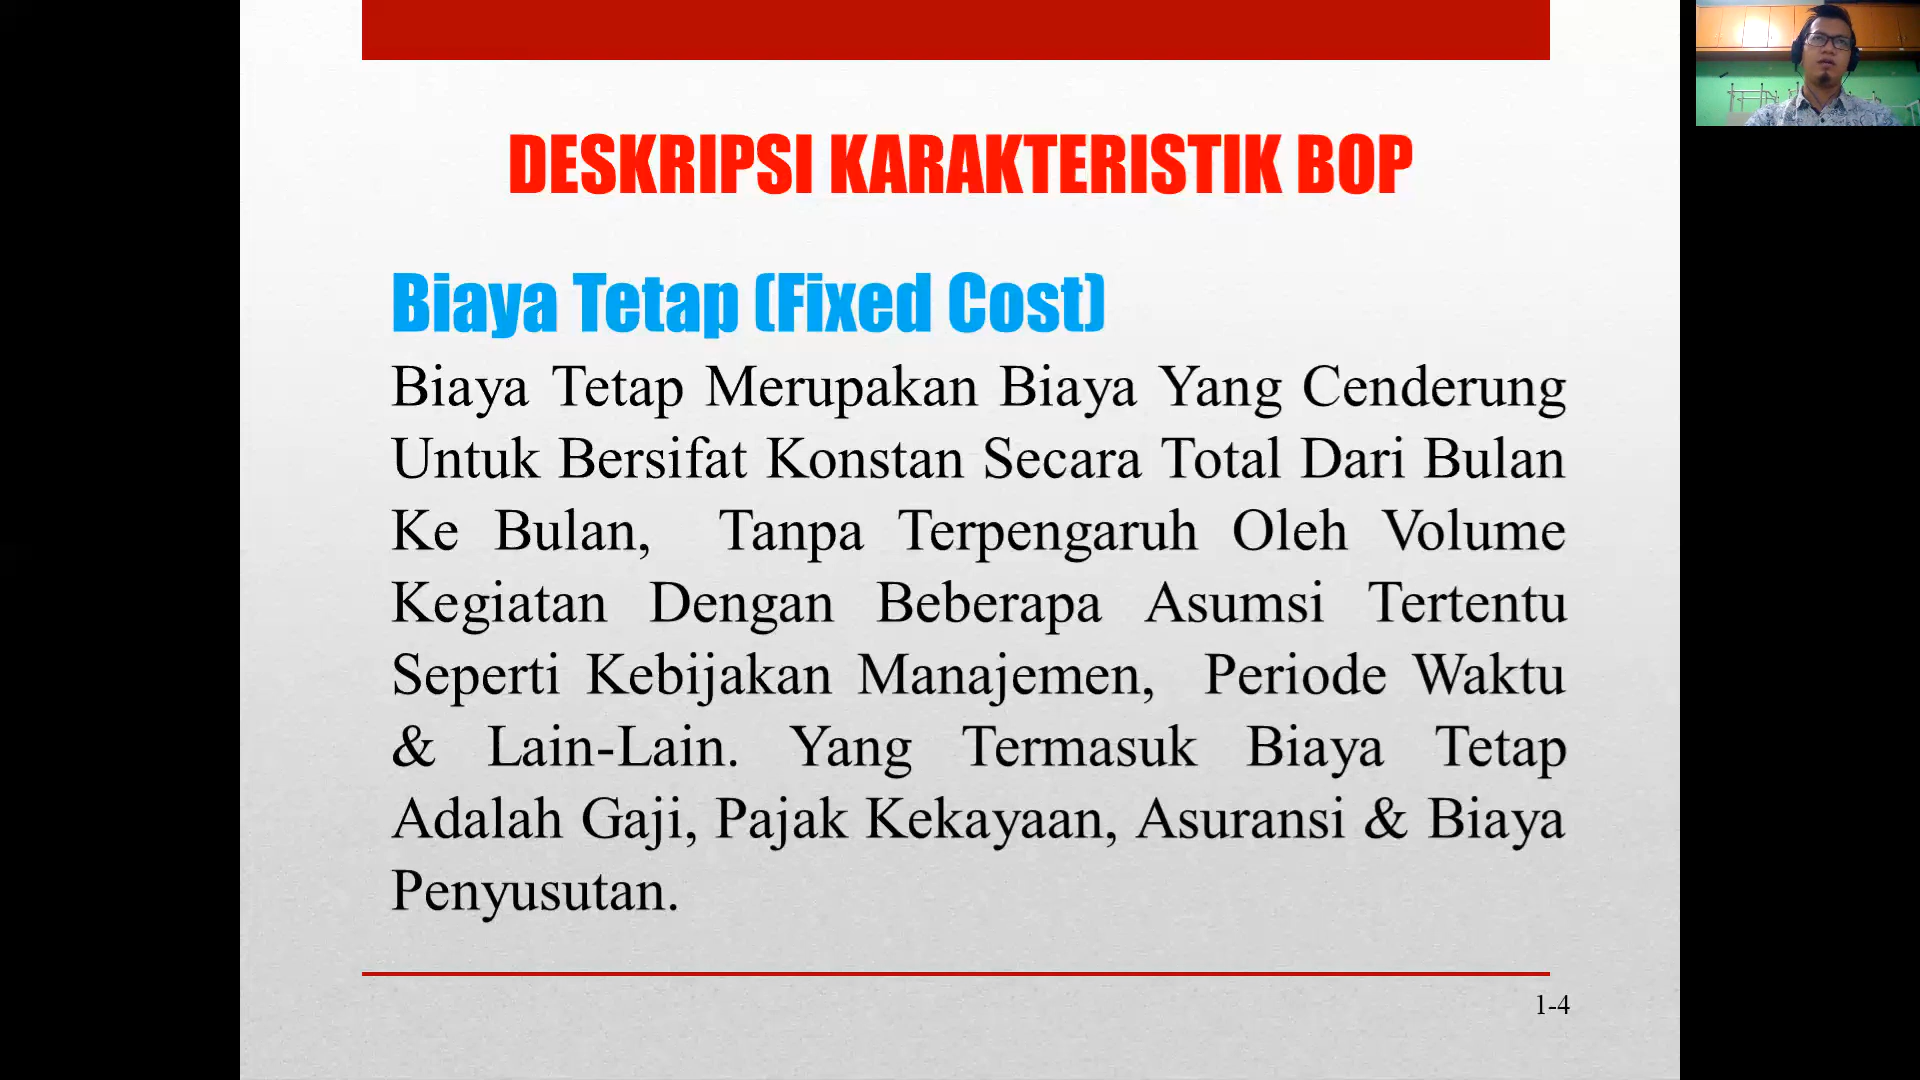 DESKRIPSI KARAKTERISTIK BOP
Biaya Tetap (Fixed Cost)
Biaya Tetap Merupakan Biaya Yang Cenderung
Untuk Bersifat Konstan Secara Total Dari Bulan
Ke Bulan, Tanpa Terpengaruh Oleh Volume
Kegiatan Dengan Beberapa Asumsi Tertentu
Seperti Kebijakan Manajemen, Periode Waktu
& Lain-Lain. Yang Termasuk Biaya Tetap
Adalah Gaji, Pajak Kekayaan, Asuransi & Biaya
Penyusutan.
1-4